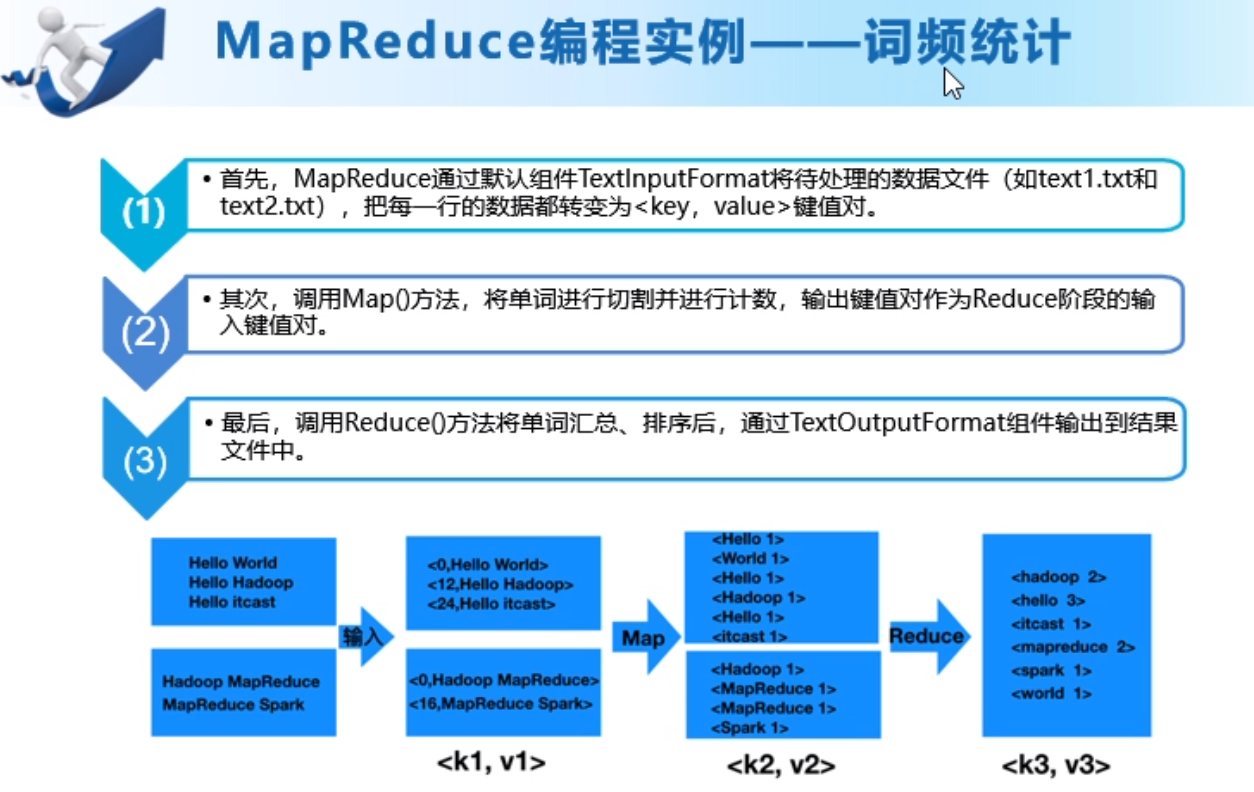 MapReduce编程实例——词频统计
(1)
• 首先，MapReduce通过默认组件TextInputFormat将待处理的数据文件（如text1.txt和
text2.txt），把每一行的数据都转变为<key，value>键值对。
(2)
• 其次，调用Map()方法，将单词进行切割并进行计数，输出键值对作为Reduce阶段的输
入键值对。
(3)
• 最后，调用Reduce()方法将单词汇总、排序后，通过TextOutputFormat组件输出到结果
文件中。
Hello World
Hello Hadoop
Hello itcast
Hadoop MapReduce
MapReduce Spark
输入
<0,Hello World>
<12,Hello Hadoop>
<24,Hello itcast>
<0,Hadoop MapReduce>
<16,MapReduce Spark>
<k1, v1>
Map
<Hello 1>
<World 1>
<Hello 1>
<Hadoop 1>
<Hello 1>
<itcast 1>
<Hadoop 1>
<MapReduce 1>
<MapReduce 1>
<Spark 1>
<k2, v2>
Reduce
<hadoop 2>
<hello 3>
<itcast 1>
<mapreduce 2>
<spark 1>
<world 1>
<k3, v3>